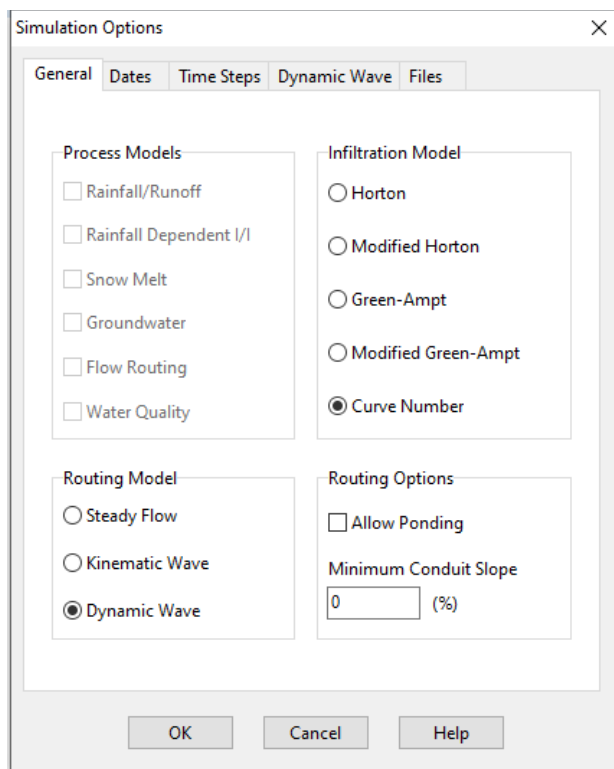 Simulation Options
General
Dates
Time Steps
Dynamic Wave
Files
Process Models
Rainfall/Runoff
Rainfall Dependent I/I
Snow Melt
Groundwater
Flow Routing
Water Quality
Infiltration Model
Horton
Modified Horton
Green-Ampt
Modified Green-Ampt
Curve Number
Routing Model
Steady Flow
Kinematic Wave
Dynamic Wave
Routing Options
Allow Ponding
Minimum Conduit Slope
0 (%)
OK
Cancel
Help